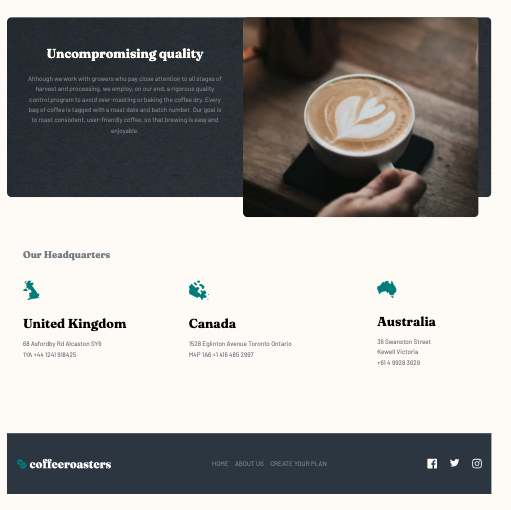 Uncompromising quality
Although we work with growers who pay close attention to all stages of
harvest and processing, we employ, on our end, a rigorous quality
control program to avoid over-roasting or baking the coffee dry. Every
bag of coffee is tagged with a roast date and batch number. Our goal is
to roast consistent, user-friendly coffee, so that brewing is easy and
enjoyable.
Our Headquarters
United Kingdom
68 Asfordby Rd Alcaston SY6
1YA +44 1241 918425
Canada
1528 Eglinton Avenue Toronto Ontario
M4P 1A6 +1 416 485 2997
Australia
36 Swanston Street
Kewell Victoria
+61 4 9928 3629
coffeeroasters
HOME ABOUT US CREATE YOUR PLAN